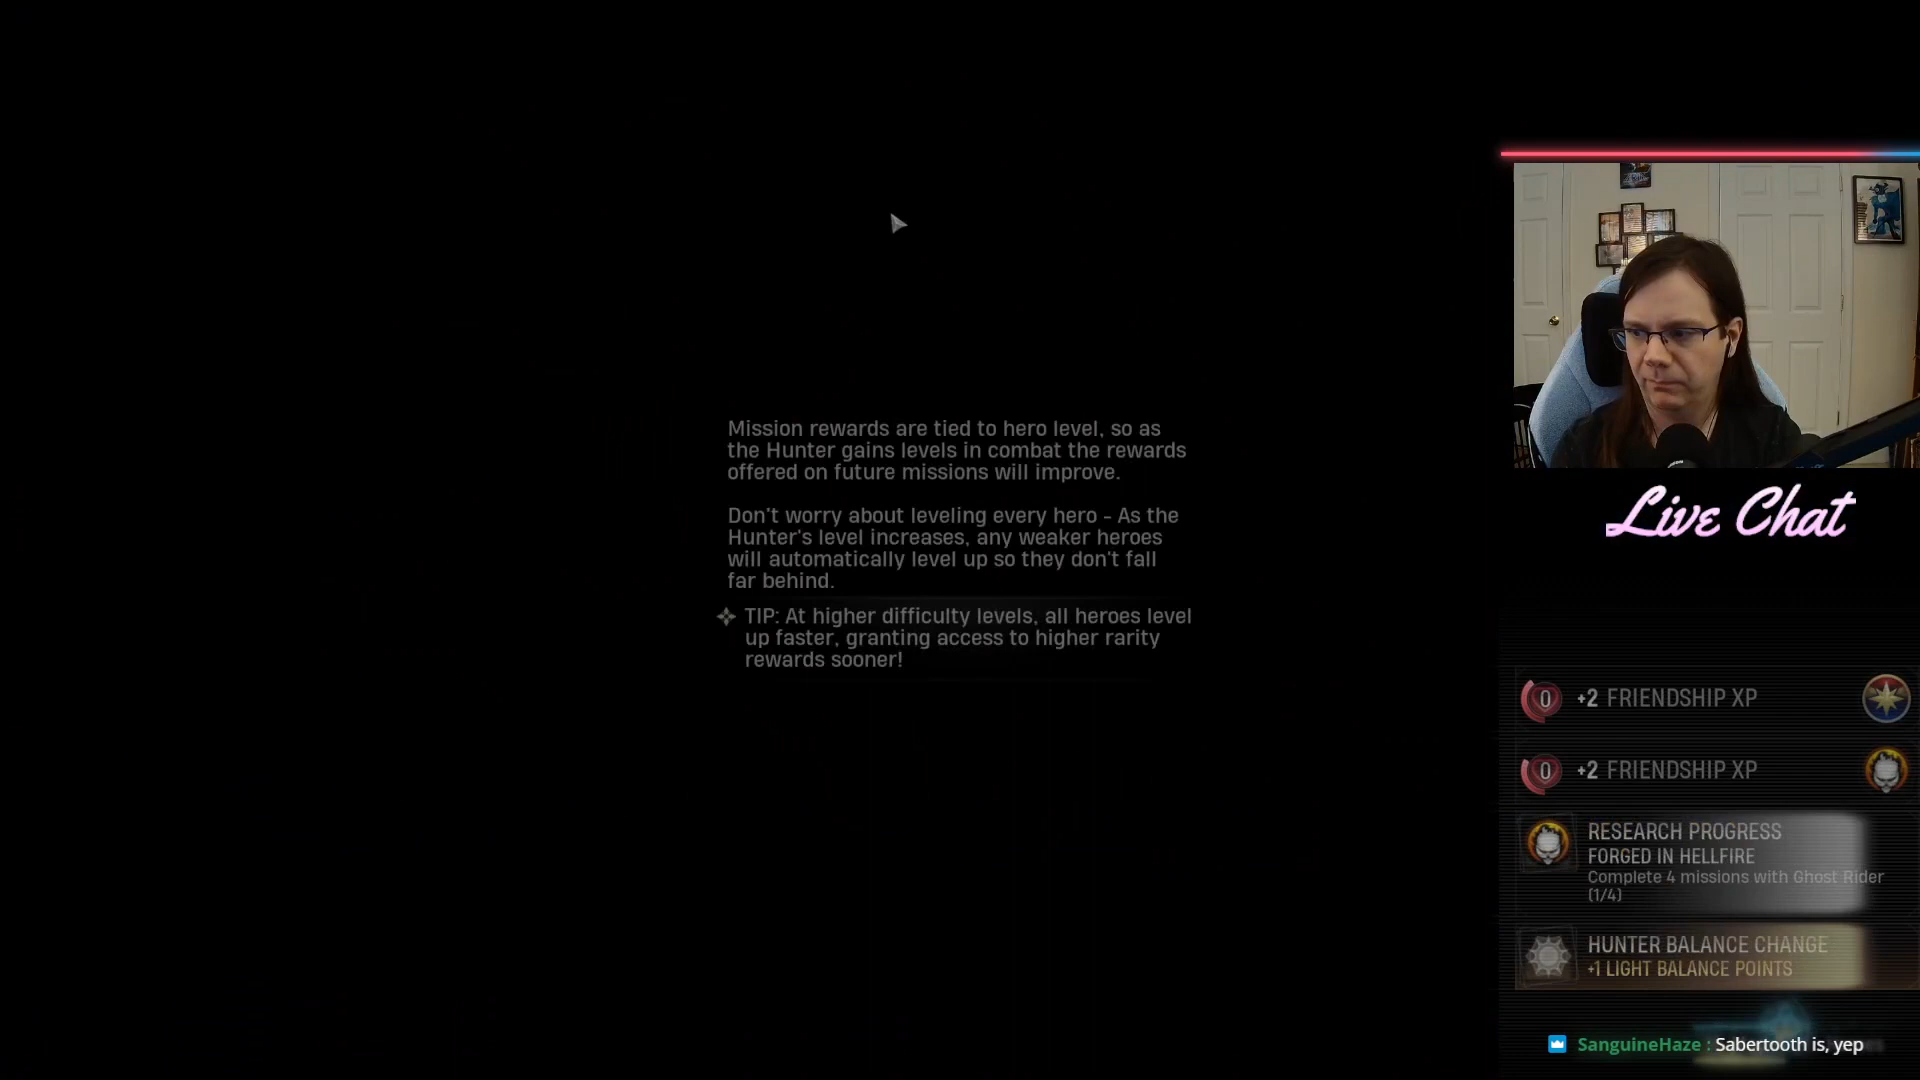 Mission rewards are tied to hero level, so as
the Hunter gains levels in combat the rewards
offered on future missions will improve.
Don't worry about leveling every hero - As the
Hunter's level increases, any weaker heroes
will automatically level up so they don't fall
far behind.
TIP: At higher difficulty levels, all heroes level
up faster, granting access to higher rarity
rewards sooner!
Live Chat
0 +2 FRIENDSHIP XP
0 +2 FRIENDSHIP XP
RESEARCH PROGRESS
FORGED IN HELLFIRE
Complete 4 missions with Ghost Rider
(1/4)
HUNTER BALANCE CHANGE
+1 LIGHT BALANCE POINTS
SanguineHaze : Sabertooth is, yep